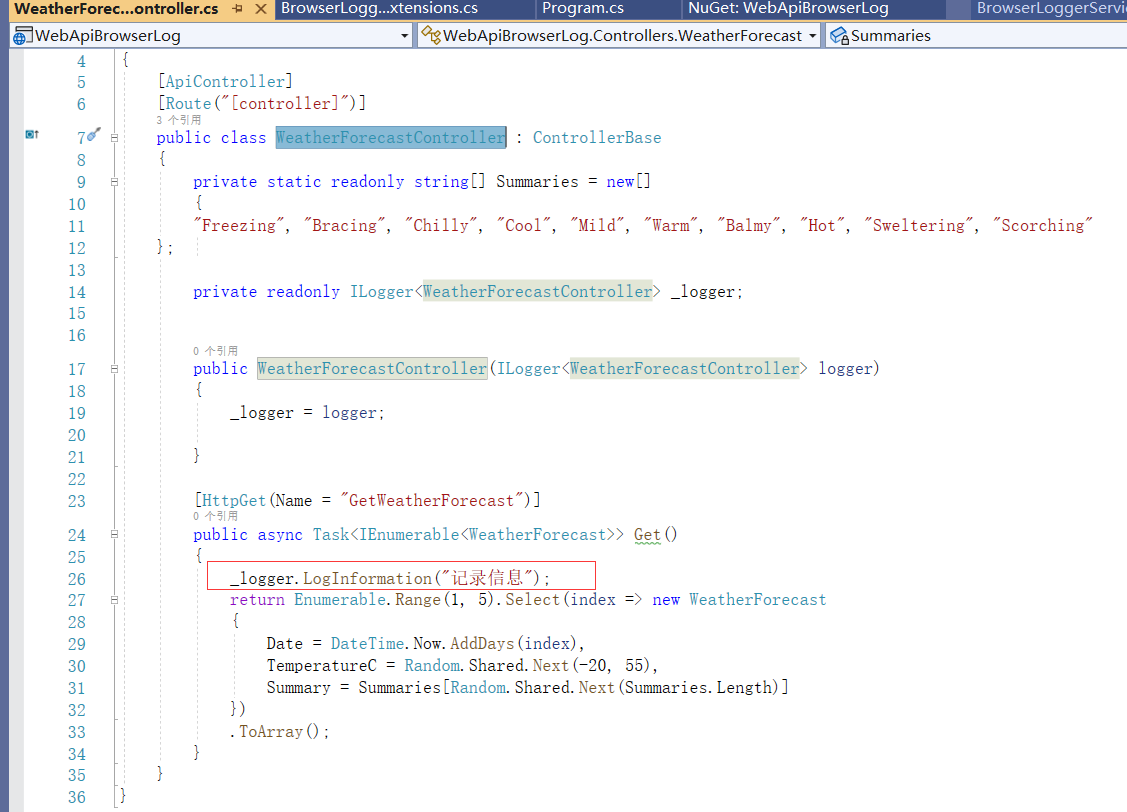 WeatherForec...ontroller.cs BrowserLogg...xtensions.cs Program.cs NuGet: WebApiBrowserLog BrowserLoggerServi
WebApiBrowserLog WebApiBrowserLog.Controllers.WeatherForecast Summaries
4 {
5 [ApiController]
6 [Route("[controller]")]
3 个引用
7 public class WeatherForecastController : ControllerBase
8 {
9 private static readonly string[] Summaries = new[]
10 {
11 "Freezing", "Bracing", "Chilly", "Cool", "Mild", "Warm", "Balmy", "Hot", "Sweltering", "Scorching"
12 };
13
14 private readonly ILogger<WeatherForecastController> _logger;
15
16
0 个引用
17 public WeatherForecastController(ILogger<WeatherForecastController> logger)
18 {
19 _logger = logger;
20
21 }
22
23 [HttpGet(Name = "GetWeatherForecast")]
0 个引用
24 public async Task<IEnumerable<WeatherForecast>> Get()
25 {
26 _logger.LogInformation("记录信息");
27 return Enumerable.Range(1, 5).Select(index => new WeatherForecast
28 {
29 Date = DateTime.Now.AddDays(index),
30 TemperatureC = Random.Shared.Next(-20, 55),
31 Summary = Summaries[Random.Shared.Next(Summaries.Length)]
32 })
33 .ToArray();
34 }
35 }
36 }